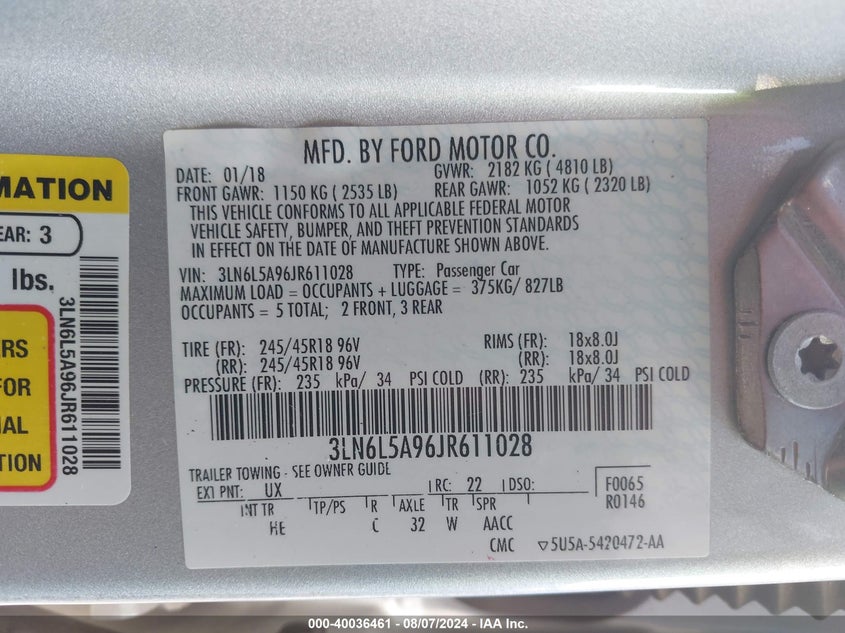 MFD. BY FORD MOTOR CO.
DATE: 01/18 GVWR: 2182 KG ( 4810 LB)
FRONT GAWR: 1150 KG ( 2535 LB) REAR GAWR: 1052 KG ( 2320 LB)
THIS VEHICLE CONFORMS TO ALL APPLICABLE FEDERAL MOTOR
VEHICLE SAFETY, BUMPER, AND THEFT PREVENTION STANDARDS
IN EFFECT ON THE DATE OF MANUFACTURE SHOWN ABOVE.
VIN: 3LN6L5A96JR611028 TYPE: Passenger Car
MAXIMUM LOAD = OCCUPANTS + LUGGAGE = 375KG/ 827LB
OCCUPANTS = 5 TOTAL; 2 FRONT, 3 REAR
TIRE (FR): 245/45R18 96V RIMS (FR): 18x8.0J
(RR): 245/45R18 96V (RR): 18x8.0J
PRESSURE (FR): 235 kPa/ 34 PSI COLD (RR): 235 kPa/ 34 PSI COLD
3LN6L5A96JR611028
TRAILER TOWING - SEE OWNER GUIDE
EXT PNT: UX RC: 22 DSO: F0065
R0146
INT TR TP/PS R AXLE TR SPR
HE C 32 W AACC
CMC ▽5U5A-5420472-AA
MATION
EAR: 3
lbs.
ERS
FOR
AL
3LN6L5A96JR611028
000-40036461 - 08/07/2024 - IAA Inc.